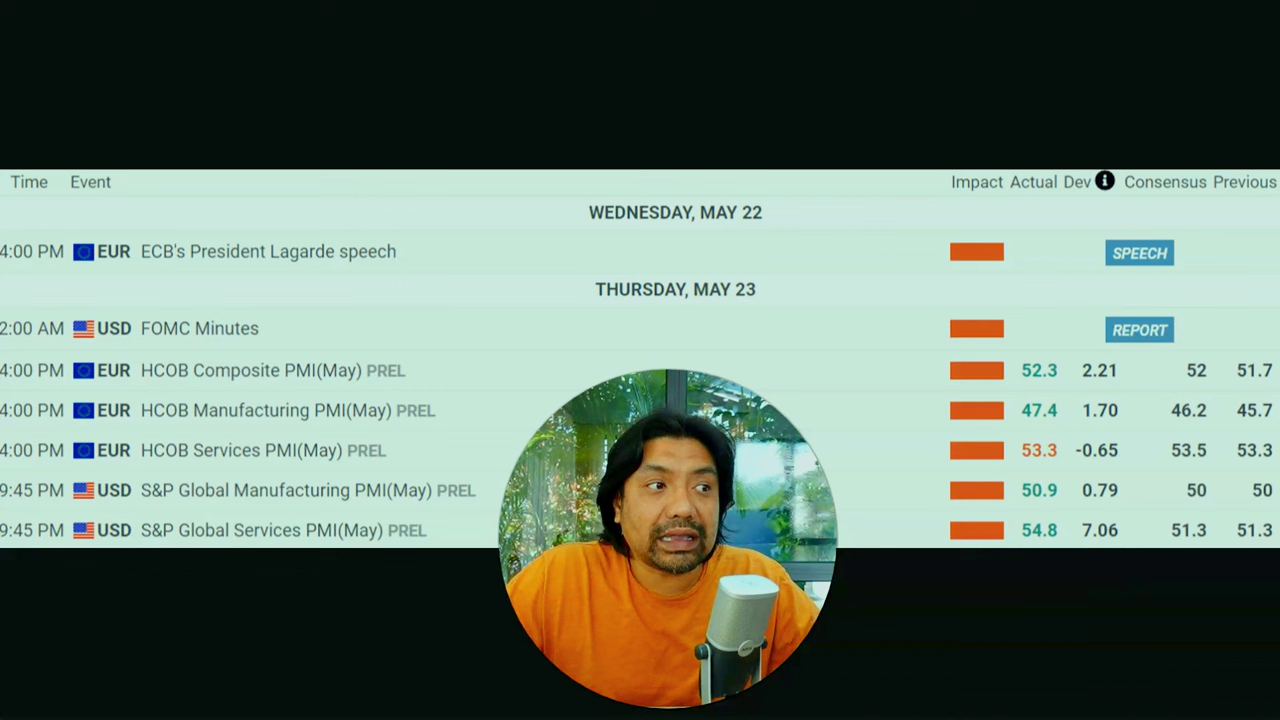 Time Event Impact Actual Dev i Consensus Previous
WEDNESDAY, MAY 22
4:00 PM EUR ECB's President Lagarde speech SPEECH
THURSDAY, MAY 23
2:00 AM USD FOMC Minutes REPORT
4:00 PM EUR HCOB Composite PMI(May) PREL 52.3 2.21 52 51.7
4:00 PM EUR HCOB Manufacturing PMI(May) PREL 47.4 1.70 46.2 45.7
4:00 PM EUR HCOB Services PMI(May) PREL 53.3 -0.65 53.5 53.3
9:45 PM USD S&P Global Manufacturing PMI(May) PREL 50.9 0.79 50 50
9:45 PM USD S&P Global Services PMI(May) PREL 54.8 7.06 51.3 51.3